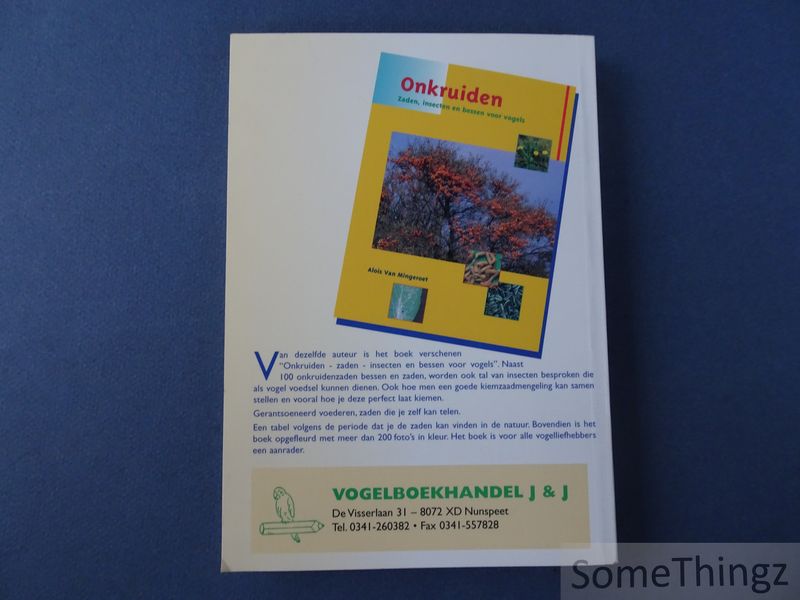 Onkruiden
Zaden, insecten en bessen voor vogels
Alois Van Mingeroet
Van dezelfde auteur is het boek verschenen
"Onkruiden - zaden - insecten en bessen voor vogels". Naast
100 onkruidenzaden bessen en zaden, worden ook tal van insecten besproken die
als vogel voedsel kunnen dienen. Ook hoe men een goede kiemzaadmengeling kan samen
stellen en vooral hoe je deze perfect laat kiemen.
Gerantsoeneerd voederen, zaden die je zelf kan telen.
Een tabel volgens de periode dat je de zaden kan vinden in de natuur. Bovendien is het
boek opgefleurd met meer dan 200 foto's in kleur. Het boek is voor alle vogelliefhebbers
een aanrader.
VOGELBOEKHANDEL J & J
De Visserlaan 31 – 8072 XD Nunspeet
Tel. 0341-260382 • Fax 0341-557828
SomeThingz